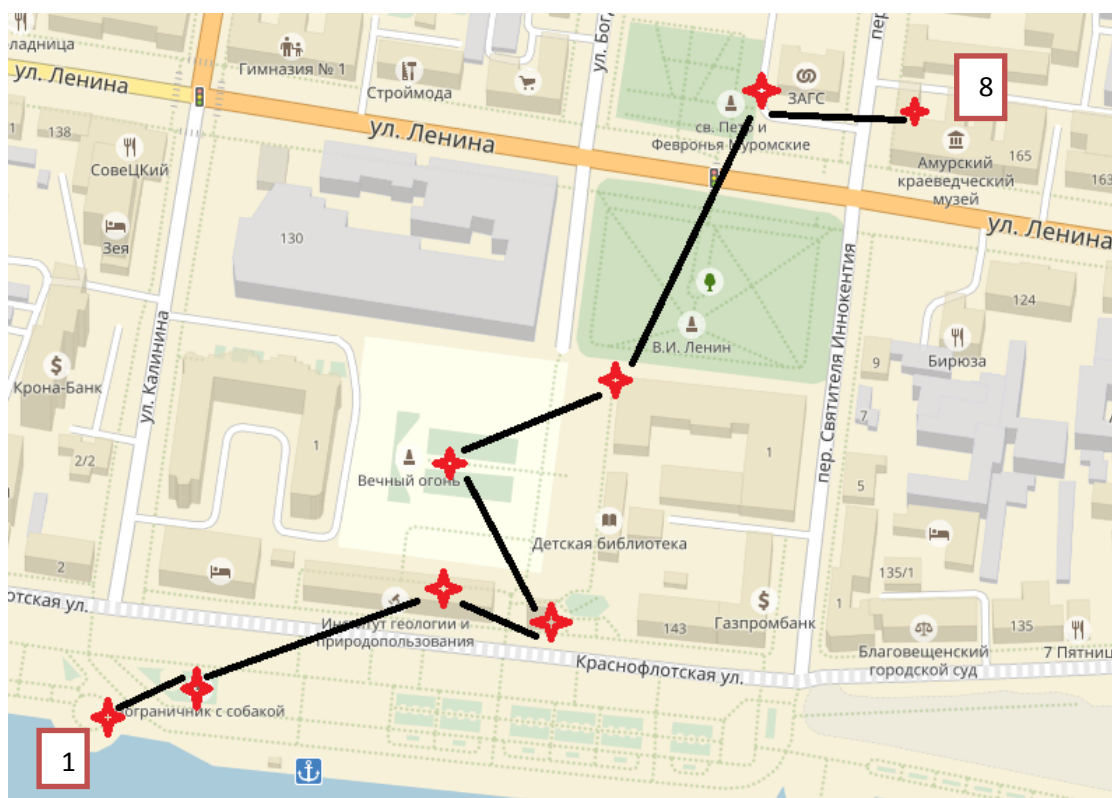 ул. Ленина
Гимназия № 1
Строймода
ул. Бог
пер
ЗАГС
8
ул. Ленина
138
СовеЦКий
св. Петр и
Февронья Муромские
165
Амурский
краеведческий
музей
163
ул. Ленина
Зея
130
ул. Калинина
В.И. Ленин
пер. Святителя Иннокентия
124
9
Бирюза
Крона-Банк
7
1
2/2
Вечный огонь
1
5
Детская библиотека
2
135/1
1
Институт геологии и
природопользования
143
Газпромбанк
135
Благовещенский
городской суд
7 Пятниц
отская ул.
Краснофлотская ул.
ограничник с собакой
1